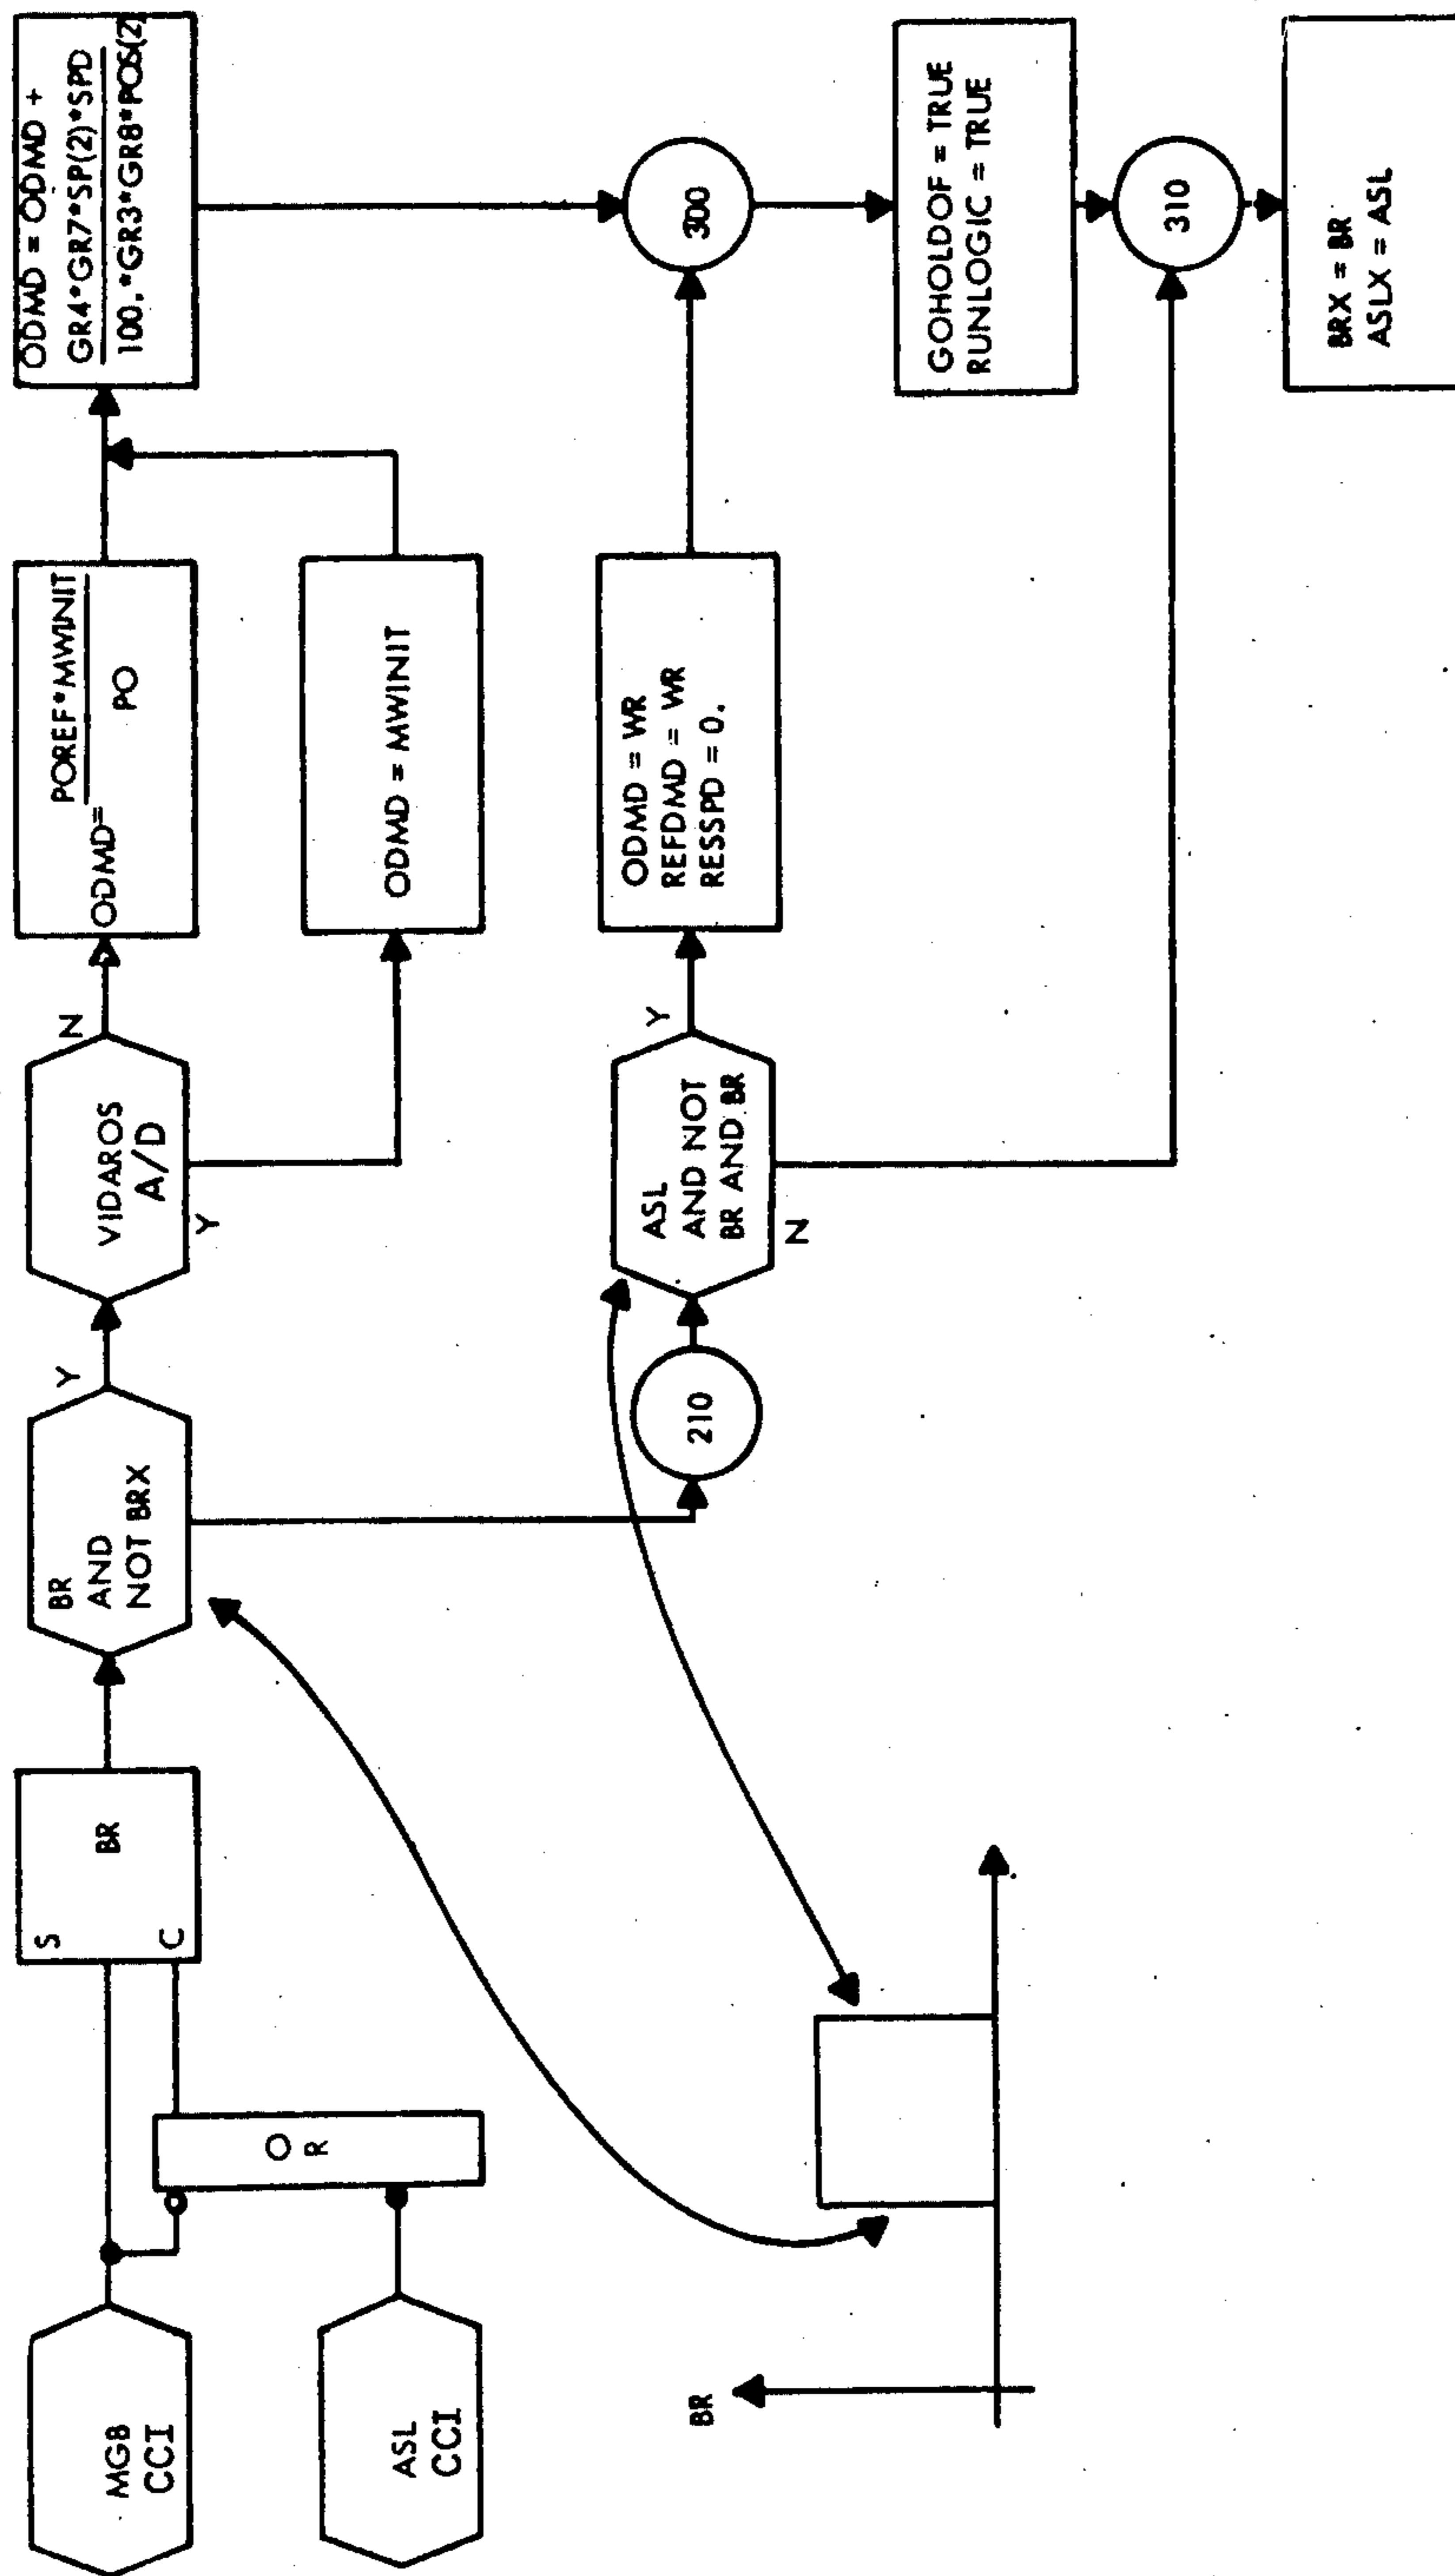 MGB
CCI
ASL
CCI
O
R
S
C
BR
BR
AND
NOT BRX
Y
VIDAROS
A/D
N
Y
ODMD=
POREF*MWINIT
PO
ODMD = MWINIT
ODMD = ODMD +
GR4*GR7*SP(2)*SPD
100.*GR3*GR8*POS(2)
210
ASL
AND NOT
BR AND BR
Y
N
ODMD = WR
REFDMD = WR
RESSPD = 0.
300
GOHOLDOF = TRUE
RUNLOGIC = TRUE
310
BRX = BR
ASLX = ASL
BR